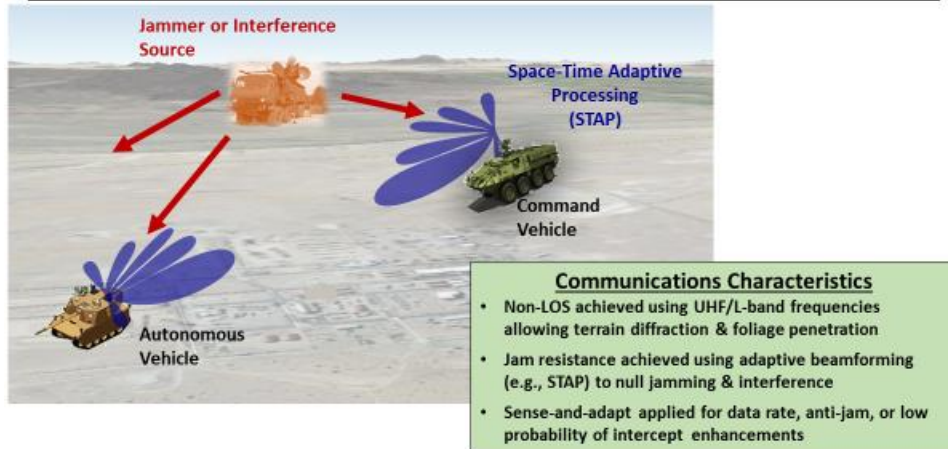 Jammer or Interference
Source
Space-Time Adaptive
Processing
(STAP)
Command
Vehicle
Autonomous
Vehicle
Communications Characteristics
• Non-LOS achieved using UHF/L-band frequencies
allowing terrain diffraction & foliage penetration
• Jam resistance achieved using adaptive beamforming
(e.g., STAP) to null jamming & interference
• Sense-and-adapt applied for data rate, anti-jam, or low
probability of intercept enhancements